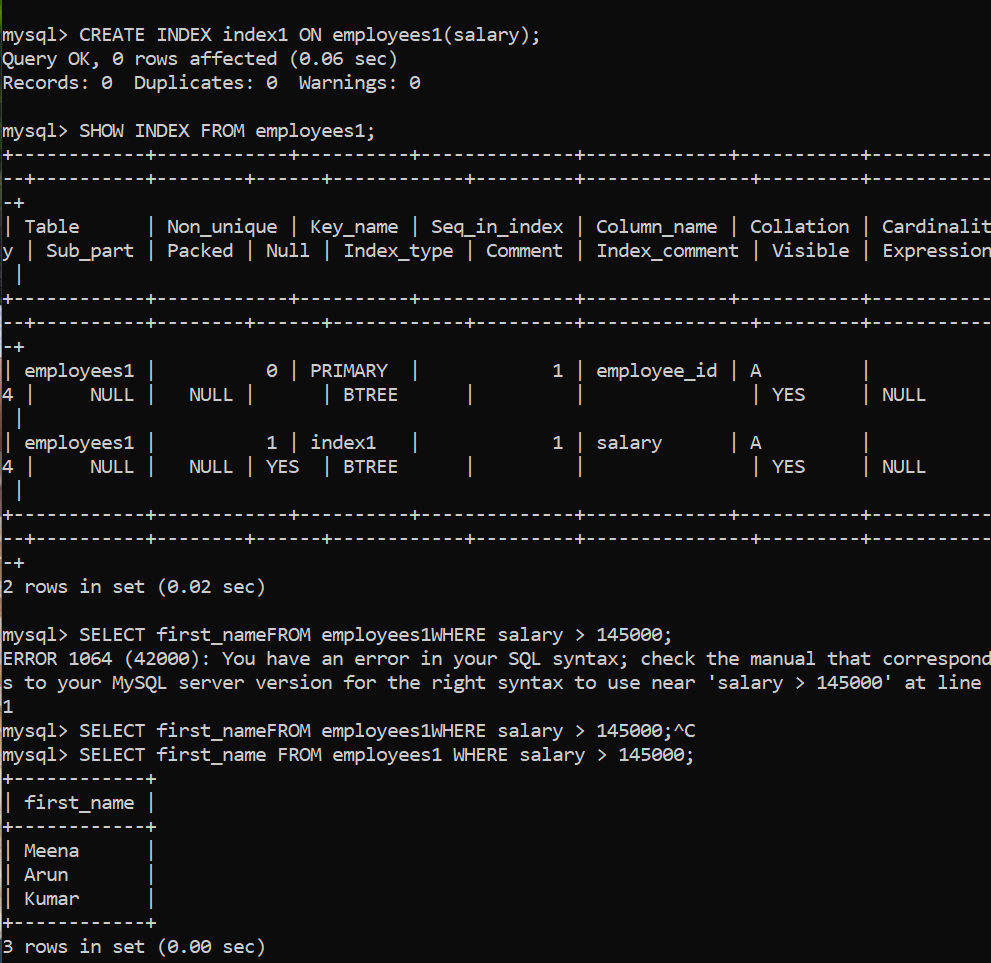 mysql> CREATE INDEX index1 ON employees1(salary);
Query OK, 0 rows affected (0.06 sec)
Records: 0  Duplicates: 0  Warnings: 0

mysql> SHOW INDEX FROM employees1;
+------------+------------+----------+--------------+-------------+-----------+-----------
--+----------+--------+------+------------+---------+---------------+---------+-----------
-+
| Table      | Non_unique | Key_name | Seq_in_index | Column_name | Collation | Cardinalit
y | Sub_part | Packed | Null | Index_type | Comment | Index_comment | Visible | Expression
 |
+------------+------------+----------+--------------+-------------+-----------+-----------
--+----------+--------+------+------------+---------+---------------+---------+-----------
-+
| employees1 |          0 | PRIMARY  |            1 | employee_id | A         |
4 |     NULL |   NULL |      | BTREE      |         |               | YES     | NULL
 |
| employees1 |          1 | index1   |            1 | salary      | A         |
4 |     NULL |   NULL | YES  | BTREE      |         |               | YES     | NULL
 |
+------------+------------+----------+--------------+-------------+-----------+-----------
--+----------+--------+------+------------+---------+---------------+---------+-----------
-+
2 rows in set (0.02 sec)

mysql> SELECT first_nameFROM employees1WHERE salary > 145000;
ERROR 1064 (42000): You have an error in your SQL syntax; check the manual that correspond
s to your MySQL server version for the right syntax to use near 'salary > 145000' at line
1
mysql> SELECT first_nameFROM employees1WHERE salary > 145000;^C
mysql> SELECT first_name FROM employees1 WHERE salary > 145000;
+------------+
| first_name |
+------------+
| Meena      |
| Arun       |
| Kumar      |
+------------+
3 rows in set (0.00 sec)